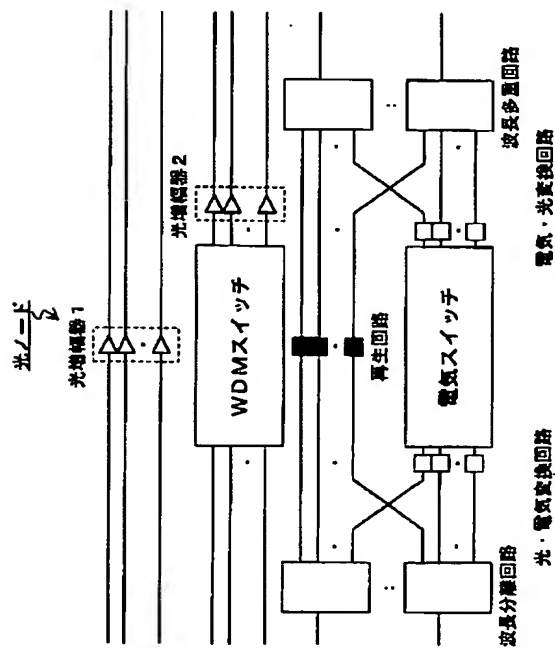 光ノード
光増幅器1
光増幅器2
WDMスイッチ
再生回路
電気スイッチ
波長分離回路
波長多重回路
光・電気変換回路
電気・光変換回路